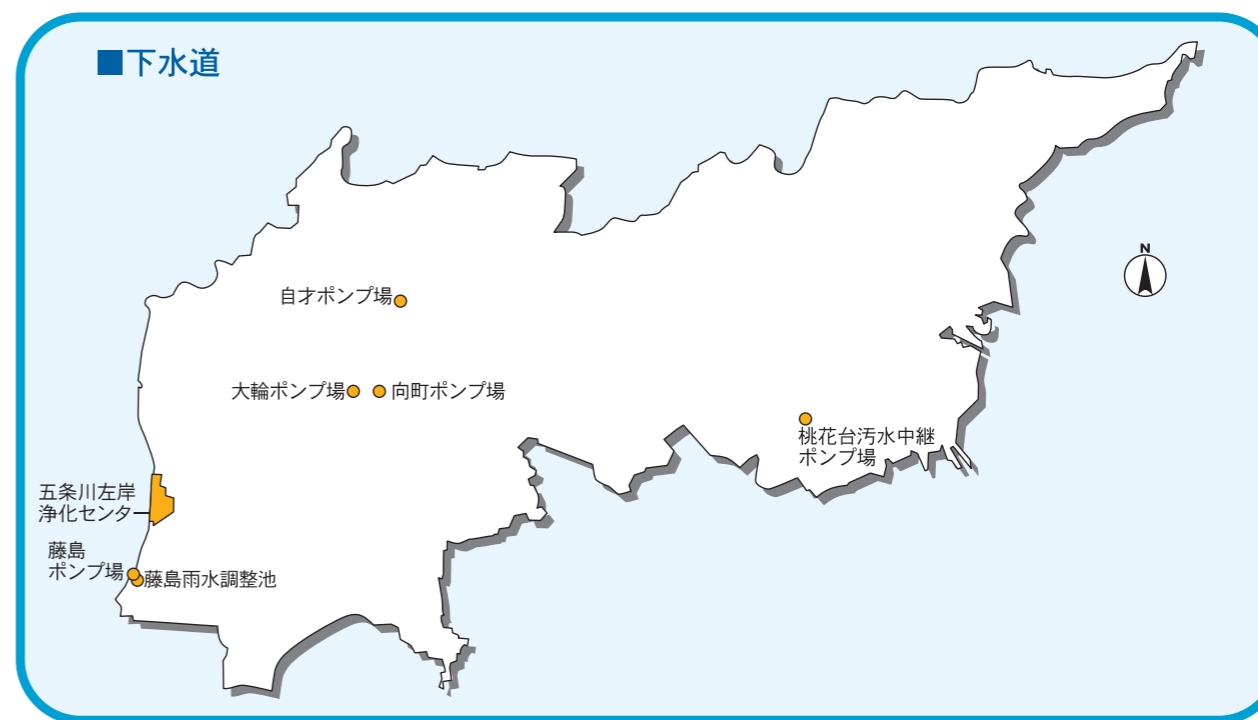 ■下水道
N
自才ポンプ場
大輪ポンプ場
向町ポンプ場
桃花台汚水中継
ポンプ場
五条川左岸
浄化センター
藤島
ポンプ場
藤島雨水調整池